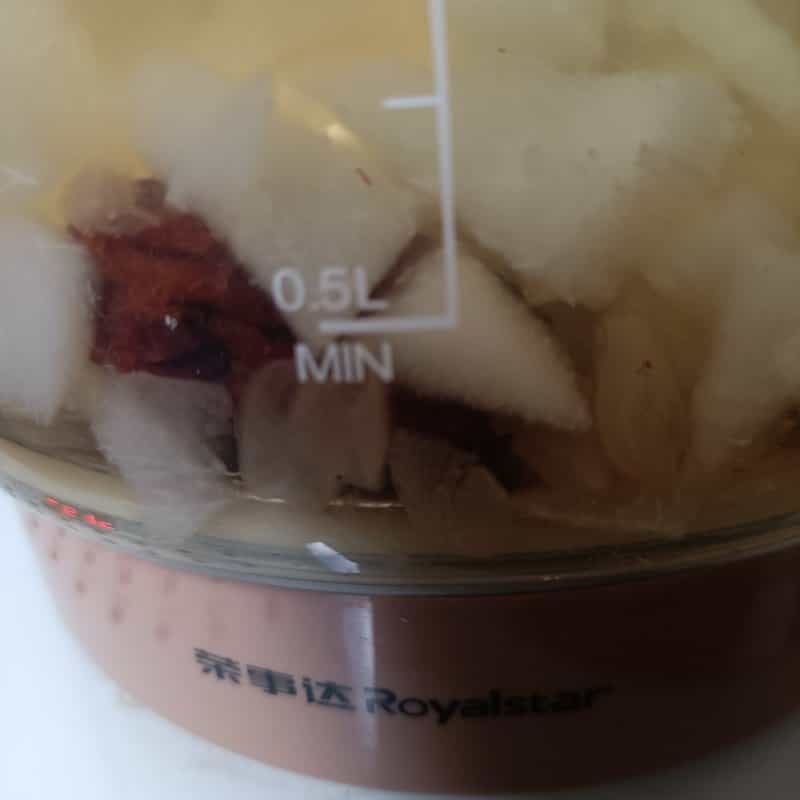 0.5L
MIN
荣事达 Royalstar